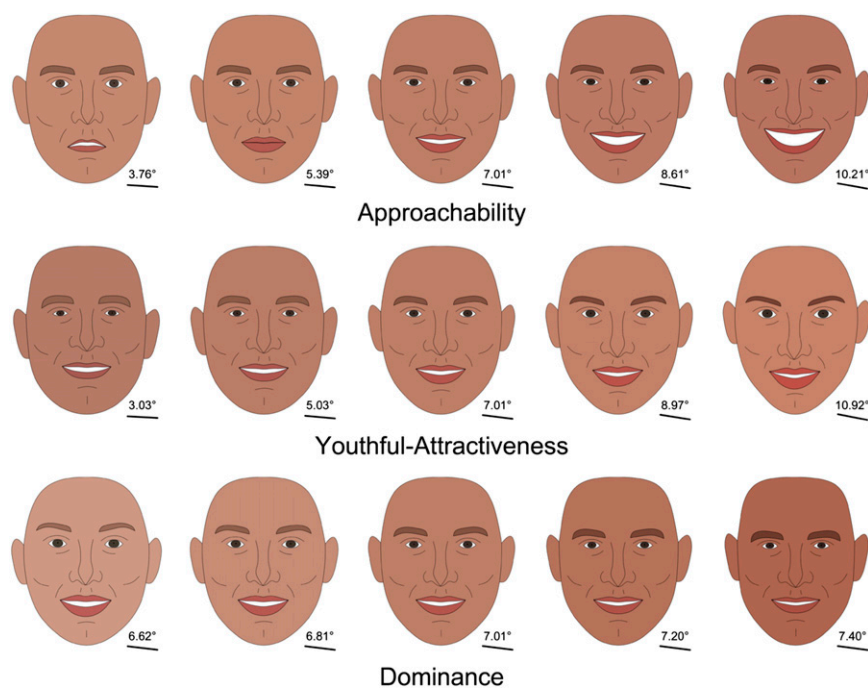 3.76° 5.39° 7.01° 8.61° 10.21°
Approachability
3.03° 5.03° 7.01° 8.97° 10.92°
Youthful-Attractiveness
6.62° 6.81° 7.01° 7.20° 7.40°
Dominance